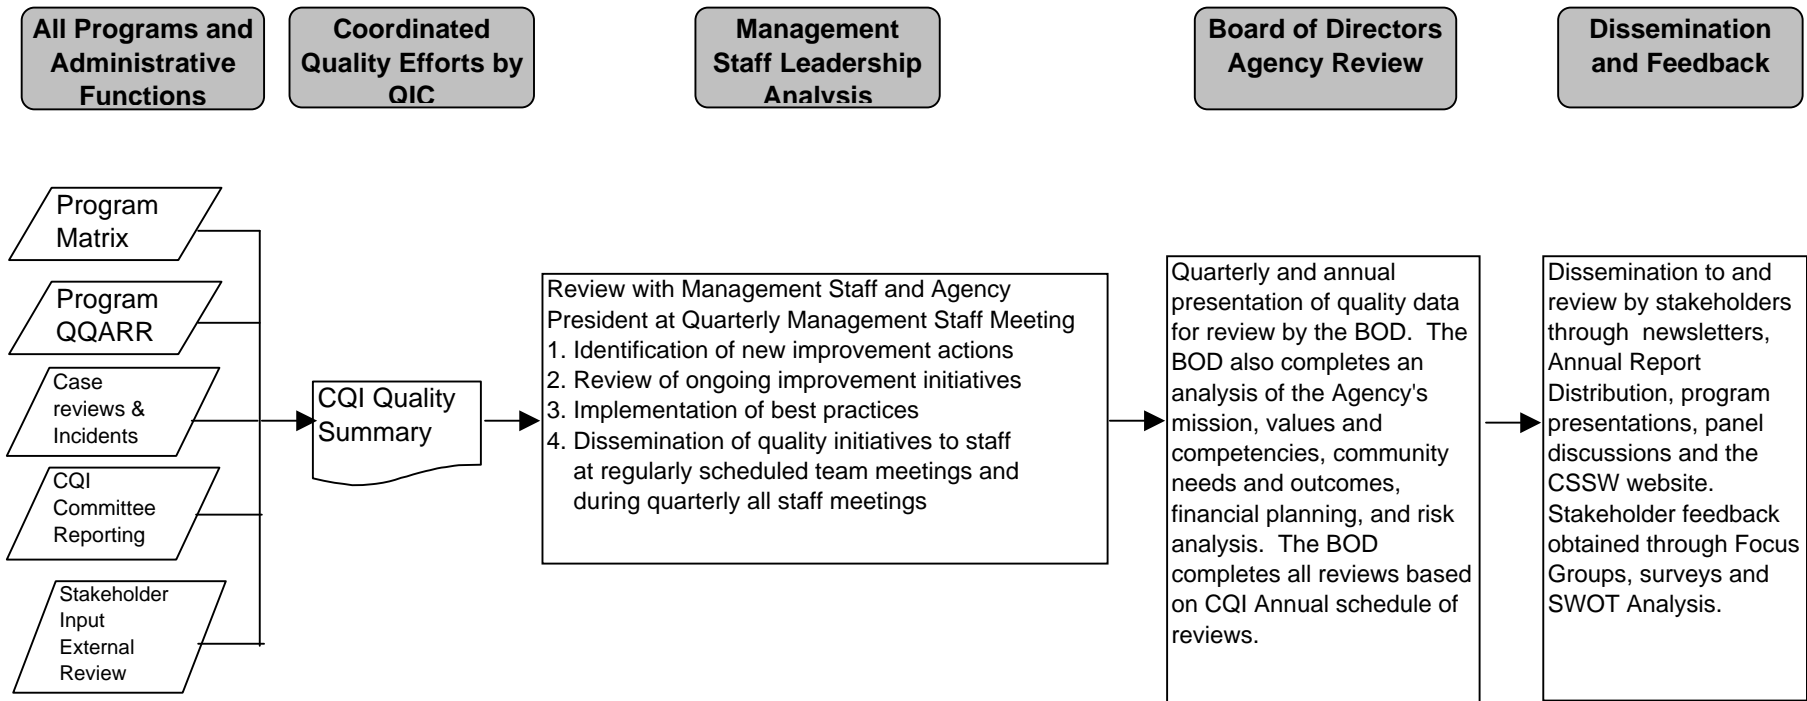 All Programs and
Administrative
Functions
Coordinated
Quality Efforts by
QIC
Management
Staff Leadership
Analysis
Board of Directors
Agency Review
Dissemination
and Feedback
Program
Matrix
Program
QQARR
Case
reviews &
Incidents
CQI
Committee
Reporting
Stakeholder
Input
External
Review
CQI Quality
Summary
Review with Management Staff and Agency
President at Quarterly Management Staff Meeting
1. Identification of new improvement actions
2. Review of ongoing improvement initiatives
3. Implementation of best practices
4. Dissemination of quality initiatives to staff
at regularly scheduled team meetings and
during quarterly all staff meetings
Quarterly and annual
presentation of quality data
for review by the BOD.  The
BOD also completes an
analysis of the Agency's
mission, values and
competencies, community
needs and outcomes,
financial planning, and risk
analysis.  The BOD
completes all reviews based
on CQI Annual schedule of
reviews.
Dissemination to and
review by stakeholders
through  newsletters,
Annual Report
Distribution, program
presentations, panel
discussions and the
CSSW website.
Stakeholder feedback
obtained through Focus
Groups, surveys and
SWOT Analysis.